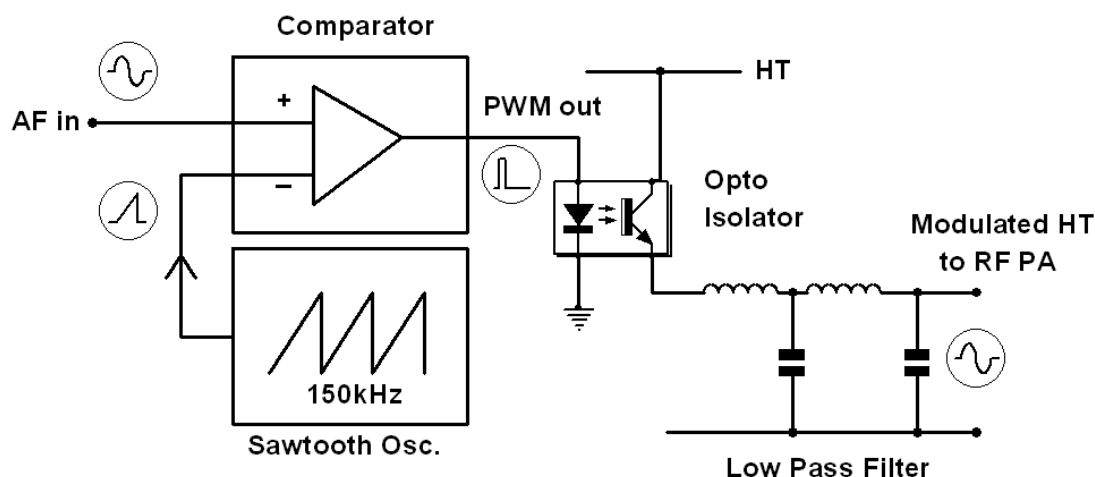 Comparator
HT
AF in
+
PWM out
−
Opto
Isolator
Modulated HT
to RF PA
150kHz
Sawtooth Osc.
Low Pass Filter